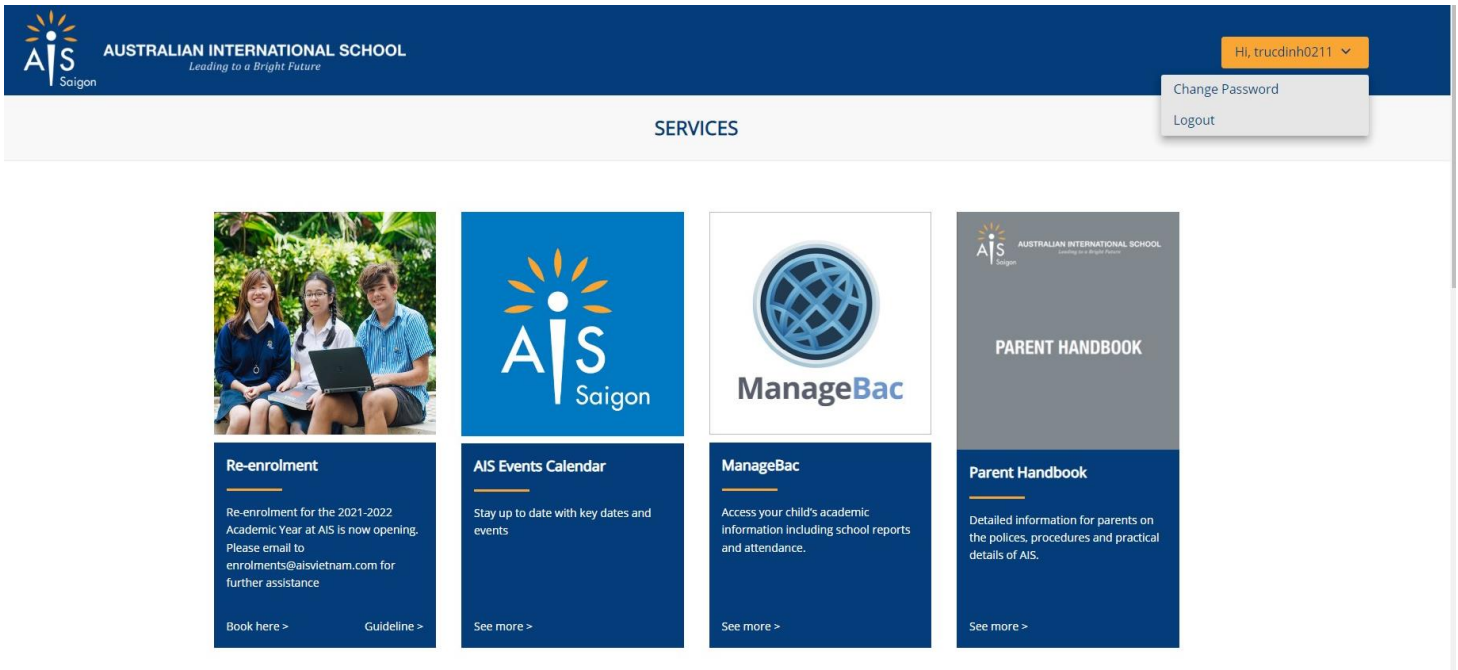 AIS
Saigon
AUSTRALIAN INTERNATIONAL SCHOOL
Leading to a Bright Future
Hi, trucdinh0211
Change Password
Logout
SERVICES
AIS
Saigon
ManageBac
AIS
Saigon
AUSTRALIAN INTERNATIONAL SCHOOL
Leading to a Bright Future
PARENT HANDBOOK
Re-enrolment
Re-enrolment for the 2021-2022
Academic Year at AIS is now opening.
Please email to
enrolments@aisvietnam.com for
further assistance
Book here >
Guideline >
AIS Events Calendar
Stay up to date with key dates and
events
See more >
ManageBac
Access your child's academic
information including school reports
and attendance.
See more >
Parent Handbook
Detailed information for parents on
the polices, procedures and practical
details of AIS.
See more >